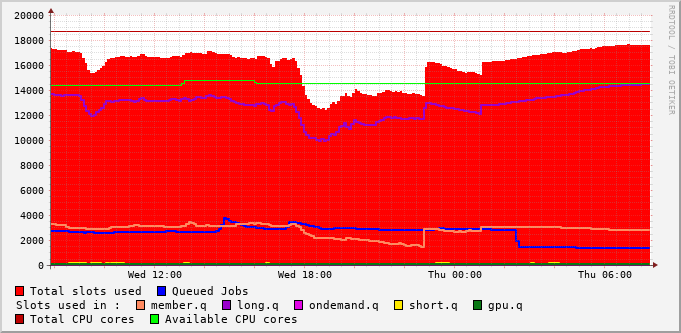 20000
18000
16000
14000
12000
10000
8000
6000
4000
2000
0
Wed 12:00 Wed 18:00 Thu 00:00 Thu 06:00
RRDTOOL / TOBI OETIKER
Total slots used Queued Jobs
Slots used in : member.q long.q ondemand.q short.q gpu.q
Total CPU cores Available CPU cores